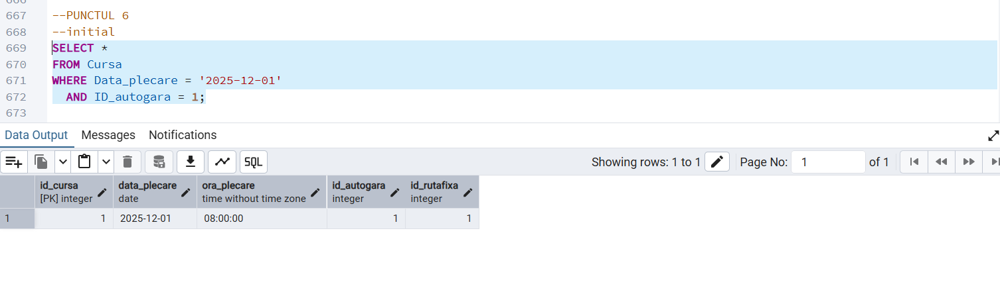 666
667 --PUNCTUL 6
668 --initial
669 SELECT *
670 FROM Cursa
671 WHERE Data_plecare = '2025-12-01'
672 AND ID_autogara = 1;
673
Data Output Messages Notifications
SQL Showing rows: 1 to 1 Page No: 1 of 1
id_cursa data_plecare ora_plecare id_autogara id_rutafixa
[PK] integer date time without time zone integer integer
1 1 2025-12-01 08:00:00 1 1